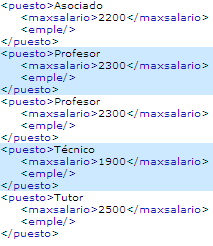 <puesto>Asociado
<maxsalario>2200</maxsalario>
<emple/>
</puesto>
<puesto>Profesor
<maxsalario>2300</maxsalario>
<emple/>
</puesto>
<puesto>Profesor
<maxsalario>2300</maxsalario>
<emple/>
</puesto>
<puesto>Técnico
<maxsalario>1900</maxsalario>
<emple/>
</puesto>
<puesto>Tutor
<maxsalario>2500</maxsalario>
<emple/>
</puesto>